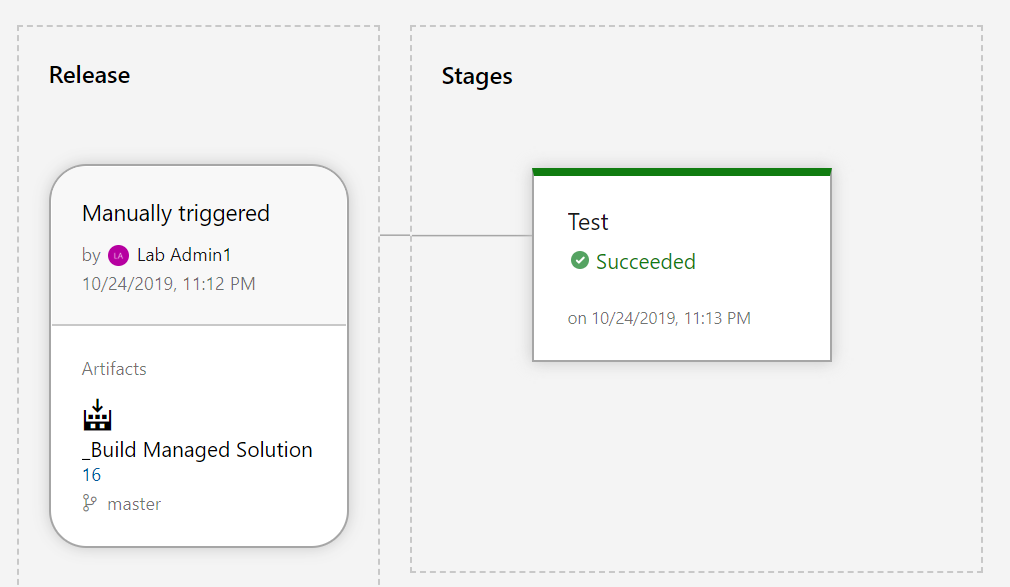 Release
Manually triggered
by LA Lab Admin1
10/24/2019, 11:12 PM
Artifacts
_Build Managed Solution
16
master
Stages
Test
Succeeded
on 10/24/2019, 11:13 PM